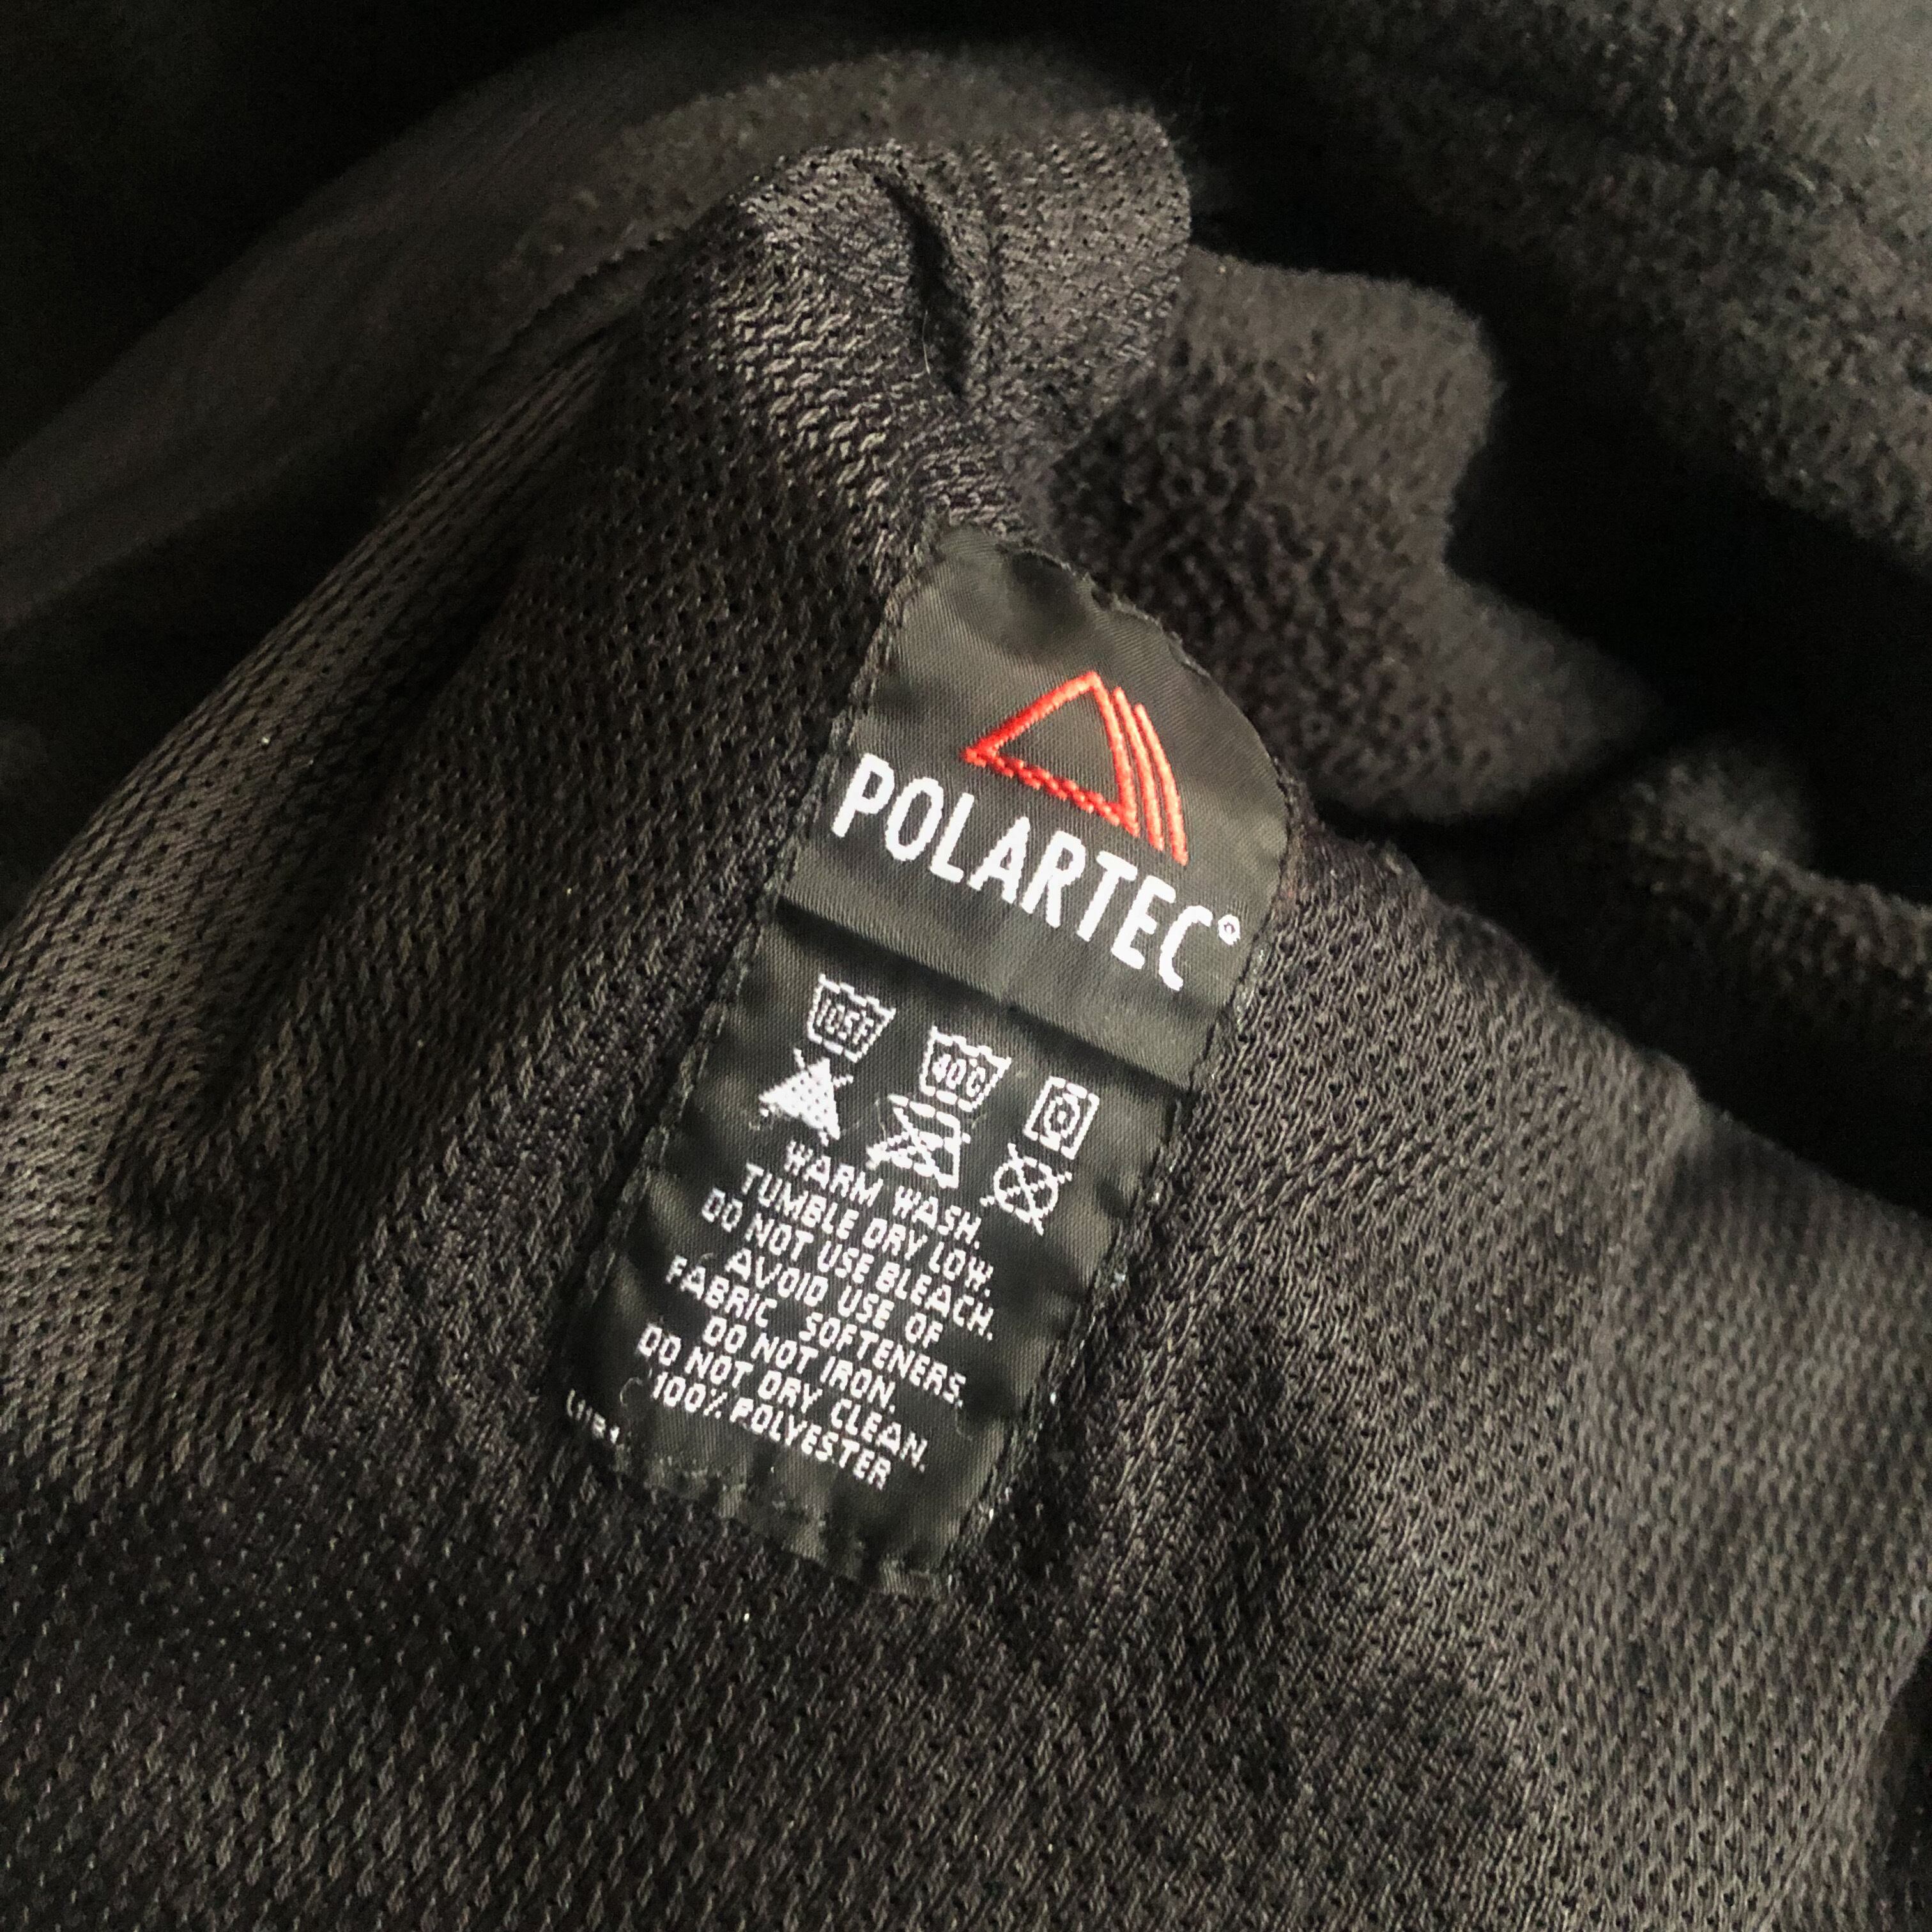 POLARTEC®
105F 40C
WARM WASH.
TUMBLE DRY LOW.
DO NOT USE BLEACH.
AVOID USE OF
FABRIC SOFTENERS.
DO NOT IRON.
DO NOT DRY CLEAN.
100% POLYESTER